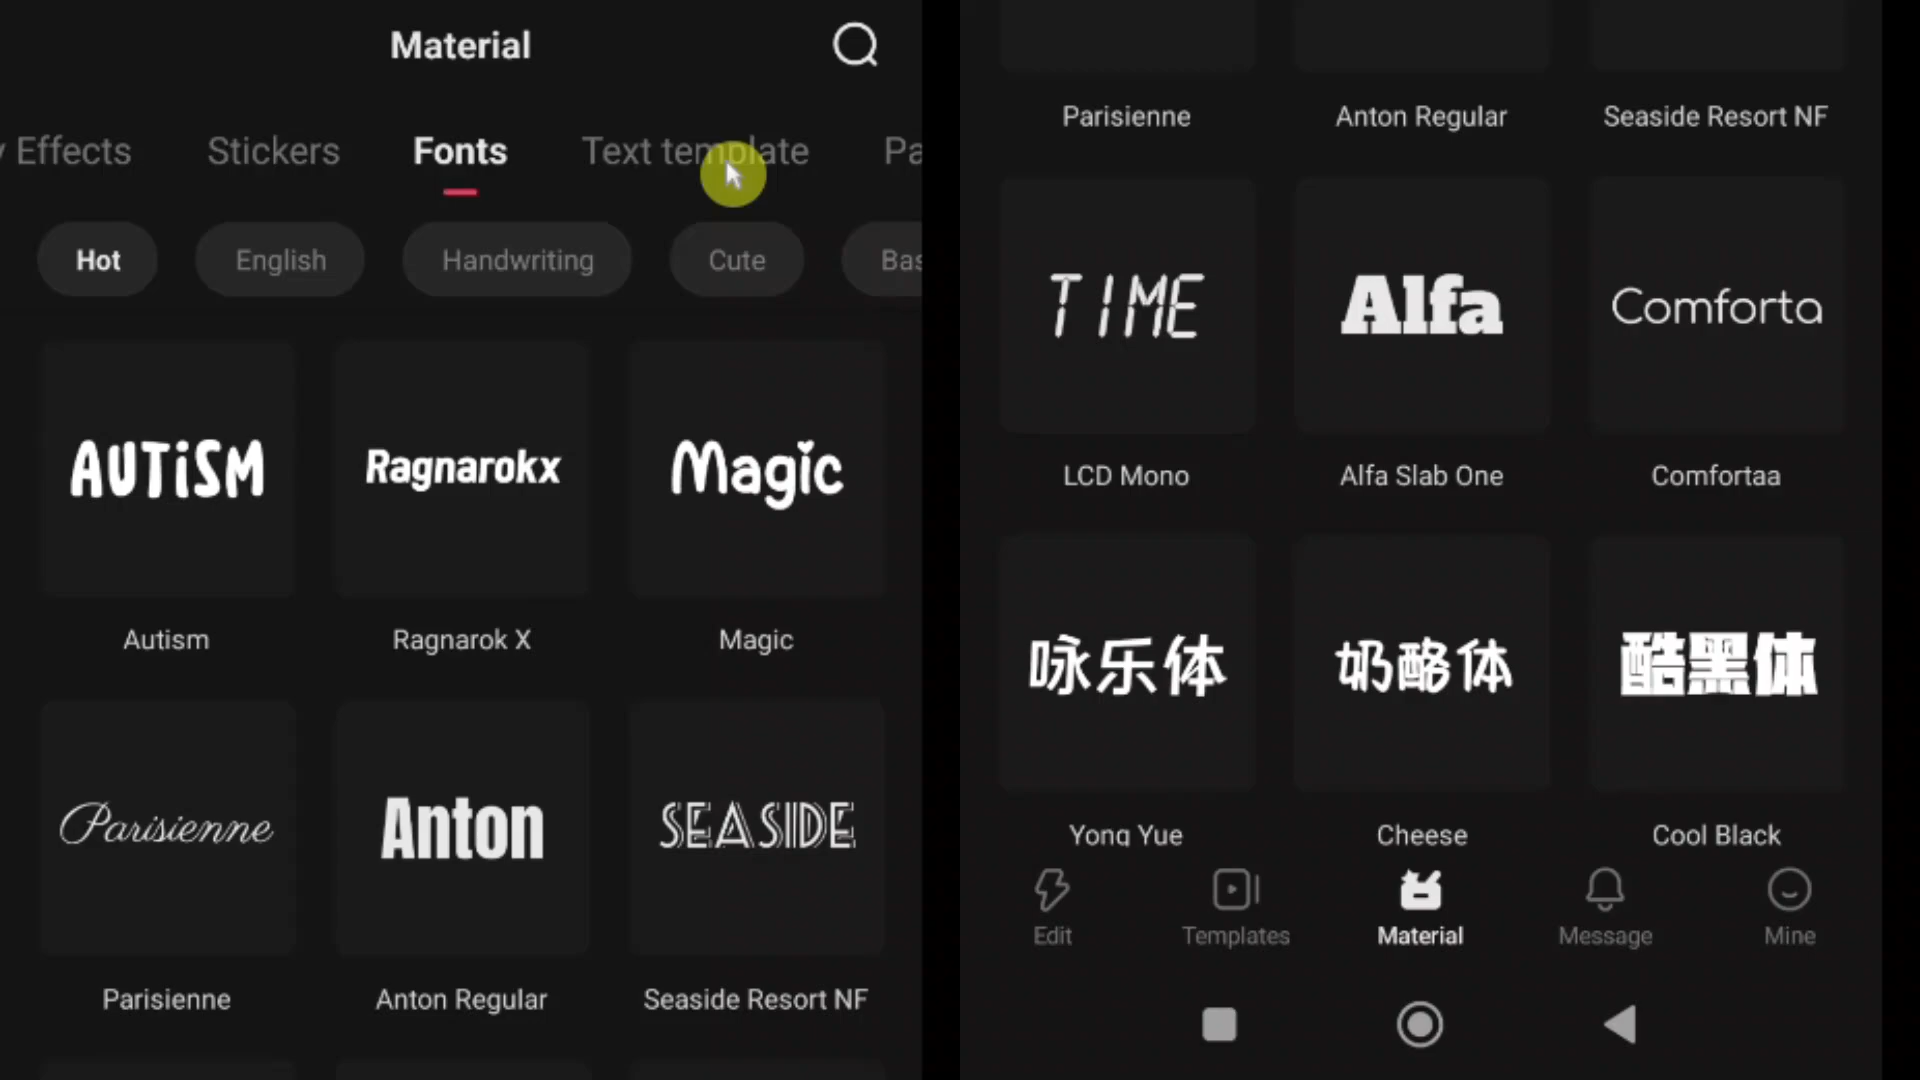 Material
y Effects
Stickers
Fonts
Text template
Pa
Hot
English
Handwriting
Cute
Bas
AUTiSM
Ragnarokx
Magic
Autism
Ragnarok X
Magic
Parisienne
Anton
SEASIDE
Parisienne
Anton Regular
Seaside Resort NF
Parisienne
Anton Regular
Seaside Resort NF
TIME
Alfa
Comforta
LCD Mono
Alfa Slab One
Comfortaa
咏乐体
奶酪体
酷黑体
Yong Yue
Cheese
Cool Black
Edit
Templates
Material
Message
Mine